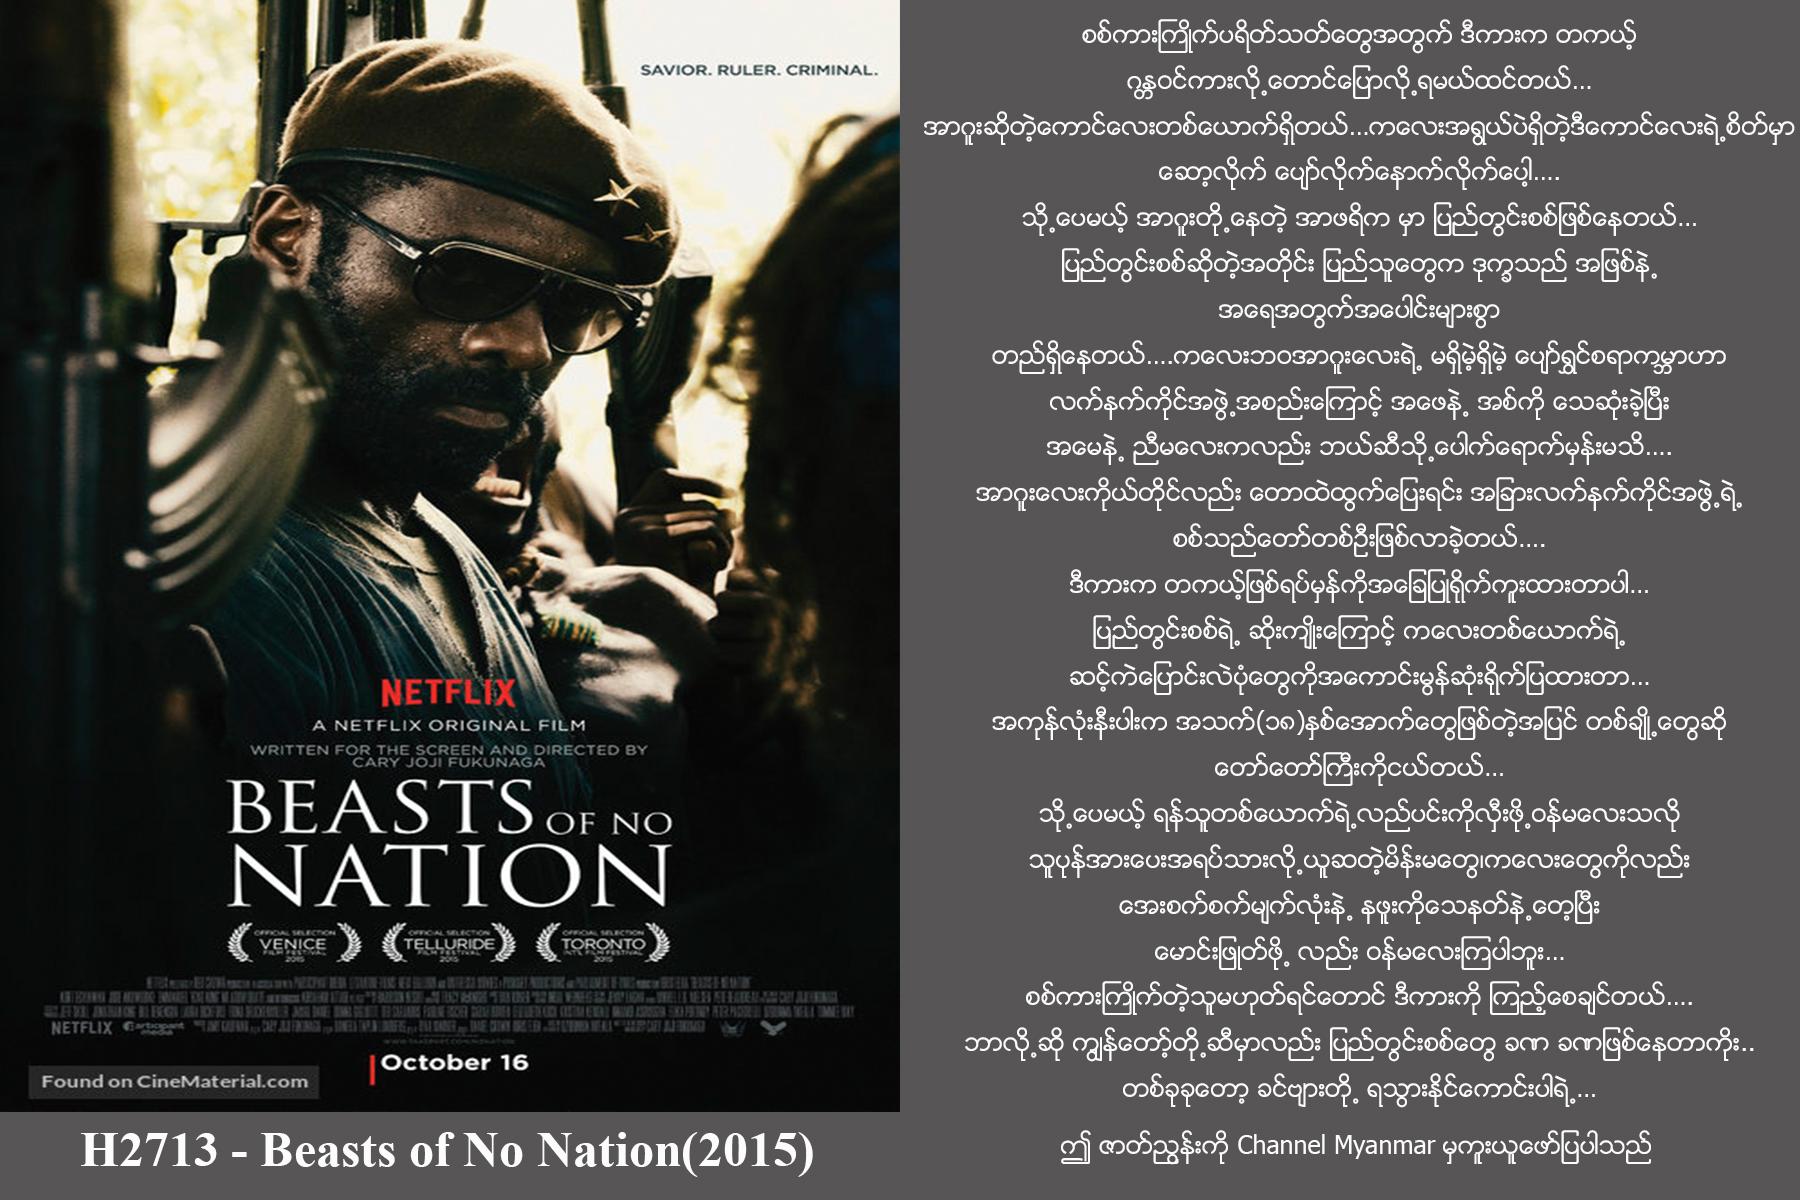 SAVIOR. RULER. CRIMINAL.
NETFLIX
A NETFLIX ORIGINAL FILM
WRITTEN FOR THE SCREEN AND DIRECTED BY
CARY JOJI FUKUNAGA
BEASTS OF NO
NATION
OFFICIAL SELECTION VENICE FILM FESTIVAL 2015
OFFICIAL SELECTION TELLURIDE FILM FESTIVAL 2015
OFFICIAL SELECTION TORONTO INT'L FILM FESTIVAL 2015
NETFLIX participant media
October 16
Found on CineMaterial.com
H2713 - Beasts of No Nation(2015)
စစ်ကားကြိုက်ပရိတ်သတ်တွေအတွက် ဒီကားက တကယ့်
ဂန္တဝင်ကားလို့တောင်ပြောလို့ရမယ်ထင်တယ်...
အာဂူးဆိုတဲ့ကောင်လေးတစ်ယောက်ရှိတယ်...ကလေးအရွယ်ပဲရှိတဲ့ဒီကောင်လေးရဲ့စိတ်မှာ
ဆော့လိုက် ပျော်လိုက်နောက်လိုက်ပေါ့....
သို့ပေမယ့် အာဂူးတို့နေတဲ့ အာဖရိက မှာ ပြည်တွင်းစစ်ဖြစ်နေတယ်...
ပြည်တွင်းစစ်ဆိုတဲ့အတိုင်း ပြည်သူတွေက ဒုက္ခသည် အဖြစ်နဲ့
အရေအတွက်အပေါင်းများစွာ
တည်ရှိနေတယ်....ကလေးဘဝအာဂူးလေးရဲ့ မရှိမဲ့ရှိမဲ့ ပျော်ရွှင်စရာကမ္ဘာဟာ
လက်နက်ကိုင်အဖွဲ့အစည်းကြောင့် အဖေနဲ့ အစ်ကို သေဆုံးခဲ့ပြီး
အမေနဲ့ ညီမလေးကလည်း ဘယ်ဆီသို့ပေါက်ရောက်မှန်းမသိ....
အာဂူးလေးကိုယ်တိုင်လည်း တောထဲထွက်ပြေးရင်း အခြားလက်နက်ကိုင်အဖွဲ့ရဲ့
စစ်သည်တော်တစ်ဦးဖြစ်လာခဲ့တယ်....
ဒီကားက တကယ့်ဖြစ်ရပ်မှန်ကိုအခြေပြုရိုက်ကူးထားတာပါ...
ပြည်တွင်းစစ်ရဲ့ ဆိုးကျိုးကြောင့် ကလေးတစ်ယောက်ရဲ့
ဆင့်ကဲပြောင်းလဲပုံတွေကိုအကောင်းမွန်ဆုံးရိုက်ပြထားတာ...
အကုန်လုံးနီးပါးက အသက်(၁၈)နှစ်အောက်တွေဖြစ်တဲ့အပြင် တစ်ချို့တွေဆို
တော်တော်ကြီးကိုငယ်တယ်...
သို့ပေမယ့် ရန်သူတစ်ယောက်ရဲ့လည်ပင်းကိုလှီးဖို့ဝန်မလေးသလို
သူပုန်အားပေးအရပ်သားလို့ယူဆတဲ့မိန်းမတွေ၊ကလေးတွေကိုလည်း
အေးစက်စက်မျက်လုံးနဲ့ နဖူးကိုသေနတ်နဲ့တေ့ပြီး
မောင်းဖြုတ်ဖို့ လည်း ဝန်မလေးကြပါဘူး...
စစ်ကားကြိုက်တဲ့သူမဟုတ်ရင်တောင် ဒီကားကို ကြည့်စေချင်တယ်....
ဘာလို့ဆို ကျွန်တော့်တို့ဆီမှာလည်း ပြည်တွင်းစစ်တွေ ခဏ ခဏဖြစ်နေတာကိုး..
တစ်ခုခုတော့ ခင်ဗျားတို့ ရသွားနိုင်ကောင်းပါရဲ့...
ဤ ဇာတ်ညွှန်းကို Channel Myanmar မှကူးယူဖော်ပြပါသည်